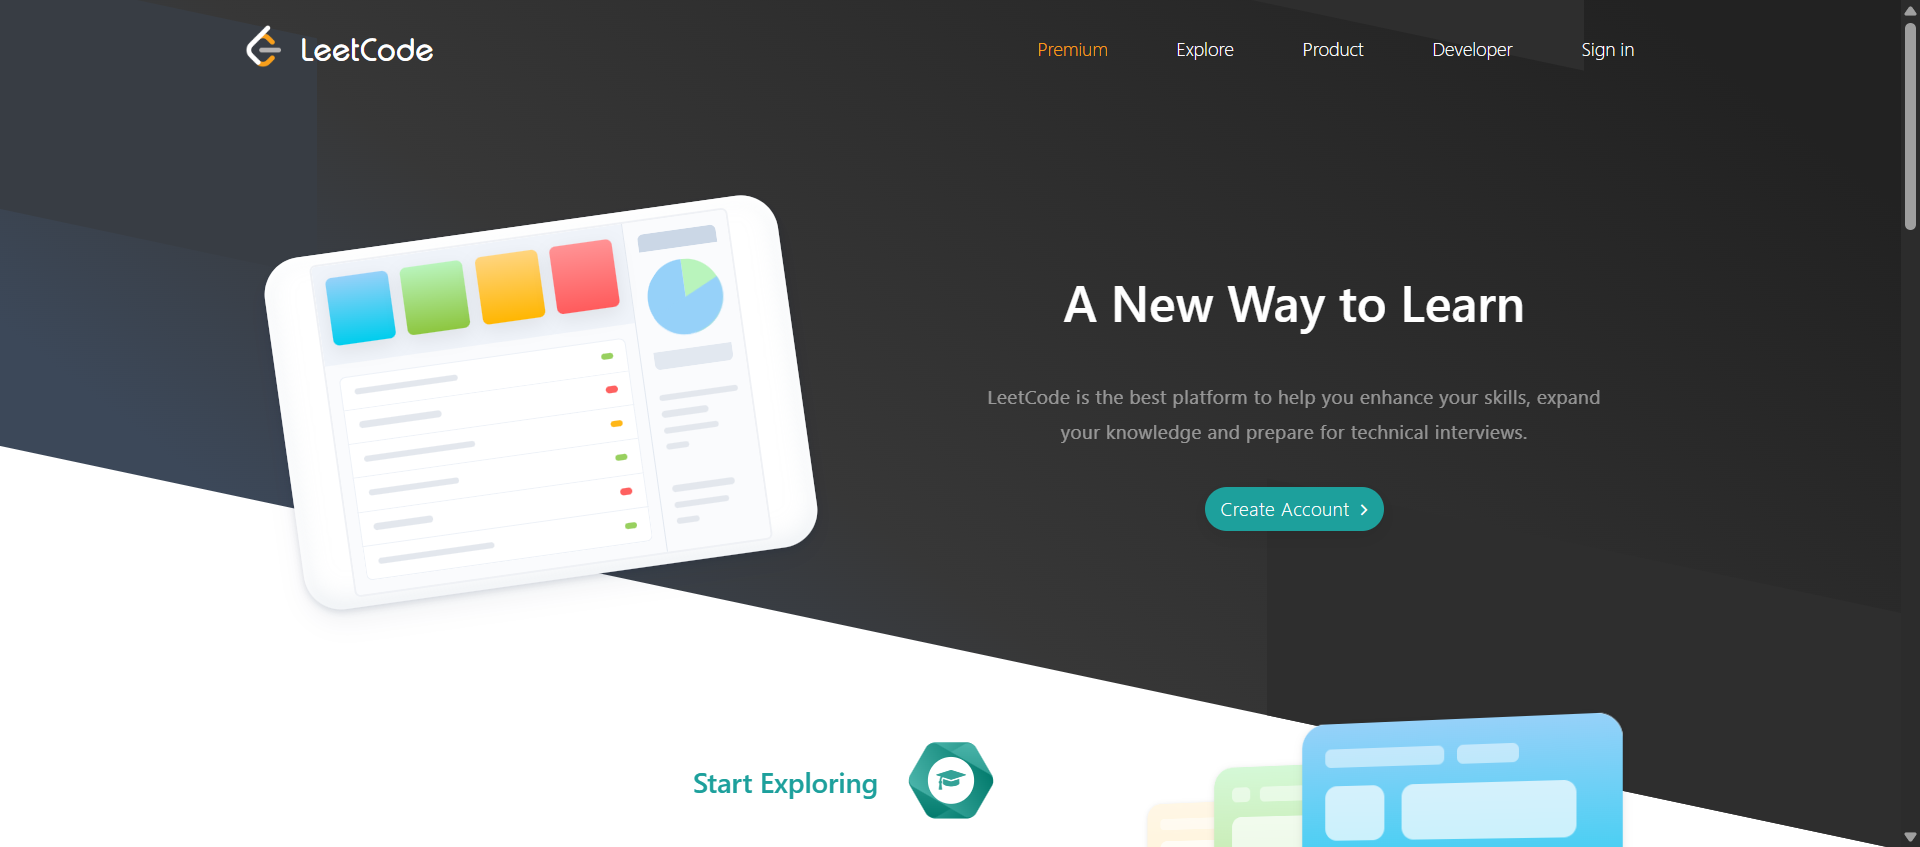 LeetCode
Premium
Explore
Product
Developer
Sign in
A New Way to Learn
LeetCode is the best platform to help you enhance your skills, expand
your knowledge and prepare for technical interviews.
Create Account
Start Exploring